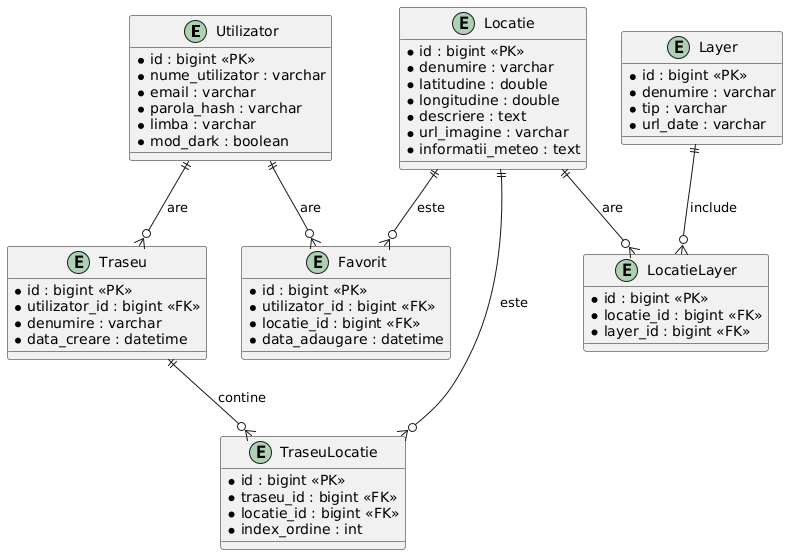 E Utilizator
id : bigint «PK»
nume_utilizator : varchar
email : varchar
parola_hash : varchar
limba : varchar
mod_dark : boolean
E Locatie
id : bigint «PK»
denumire : varchar
latitudine : double
longitudine : double
descriere : text
url_imagine : varchar
informatii_meteo : text
E Layer
id : bigint «PK»
denumire : varchar
tip : varchar
url_date : varchar
are
are
este
are
include
E Traseu
id : bigint «PK»
utilizator_id : bigint «FK»
denumire : varchar
data_creare : datetime
E Favorit
id : bigint «PK»
utilizator_id : bigint «FK»
locatie_id : bigint «FK»
data_adaugare : datetime
este
E LocatieLayer
id : bigint «PK»
locatie_id : bigint «FK»
layer_id : bigint «FK»
contine
E TraseuLocatie
id : bigint «PK»
traseu_id : bigint «FK»
locatie_id : bigint «FK»
index_ordine : int